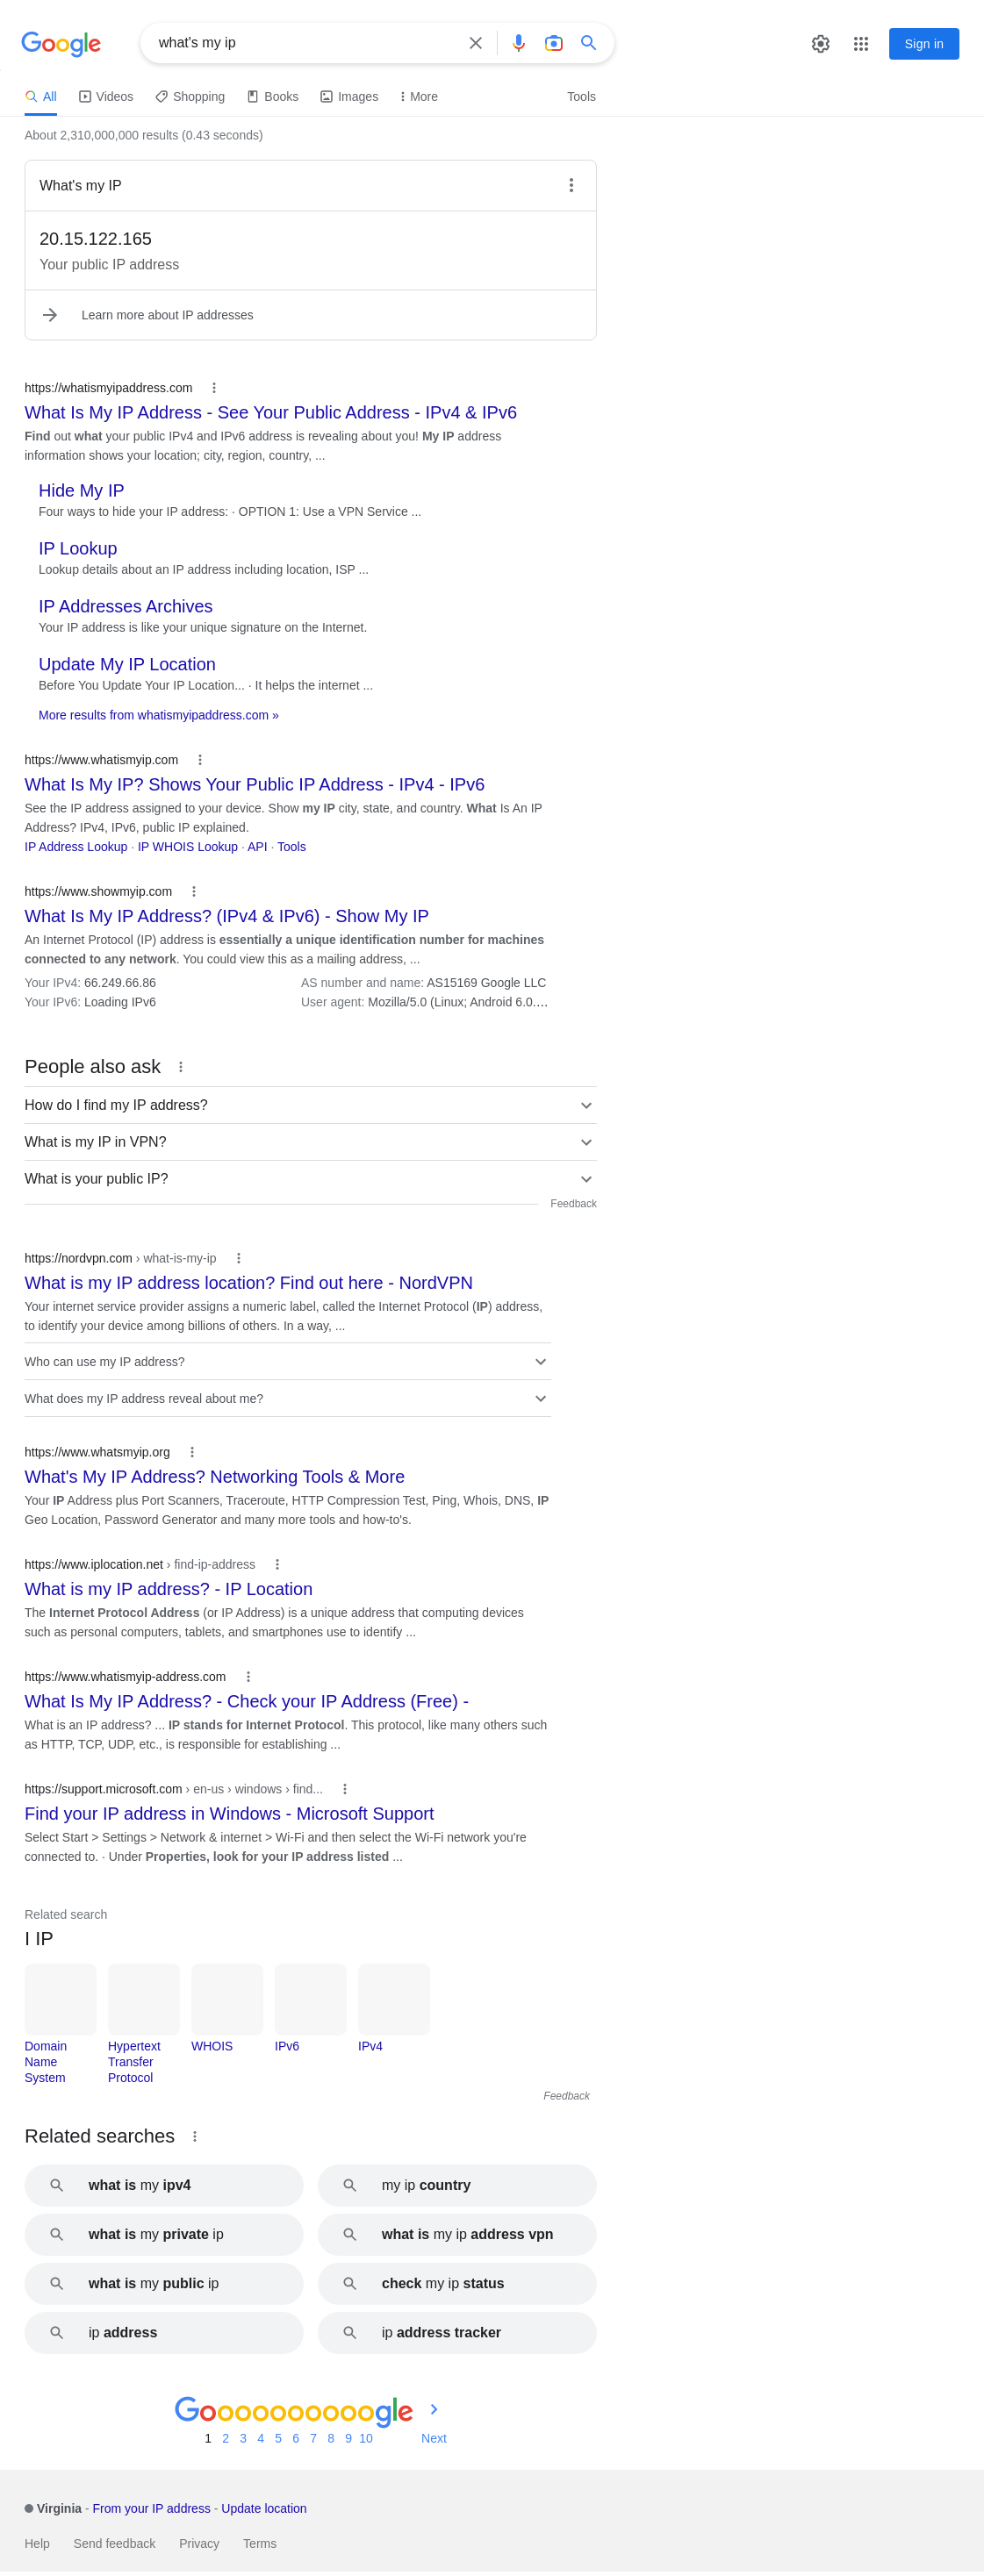 Google
what's my ip
Sign in
All Videos Shopping Books Images More Tools
About 2,310,000,000 results (0.43 seconds)
What's my IP
20.15.122.165
Your public IP address
Learn more about IP addresses
https://whatismyipaddress.com
What Is My IP Address - See Your Public Address - IPv4 & IPv6
Find out what your public IPv4 and IPv6 address is revealing about you! My IP address
information shows your location; city, region, country, ...
Hide My IP
Four ways to hide your IP address: · OPTION 1: Use a VPN Service ...
IP Lookup
Lookup details about an IP address including location, ISP ...
IP Addresses Archives
Your IP address is like your unique signature on the Internet.
Update My IP Location
Before You Update Your IP Location... · It helps the internet ...
More results from whatismyipaddress.com »
https://www.whatismyip.com
What Is My IP? Shows Your Public IP Address - IPv4 - IPv6
See the IP address assigned to your device. Show my IP city, state, and country. What Is An IP
Address? IPv4, IPv6, public IP explained.
IP Address Lookup · IP WHOIS Lookup · API · Tools
https://www.showmyip.com
What Is My IP Address? (IPv4 & IPv6) - Show My IP
An Internet Protocol (IP) address is essentially a unique identification number for machines
connected to any network. You could view this as a mailing address, ...
Your IPv4: 66.249.66.86 AS number and name: AS15169 Google LLC
Your IPv6: Loading IPv6 User agent: Mozilla/5.0 (Linux; Android 6.0....
People also ask
How do I find my IP address?
What is my IP in VPN?
What is your public IP?
Feedback
https://nordvpn.com › what-is-my-ip
What is my IP address location? Find out here - NordVPN
Your internet service provider assigns a numeric label, called the Internet Protocol (IP) address,
to identify your device among billions of others. In a way, ...
Who can use my IP address?
What does my IP address reveal about me?
https://www.whatsmyip.org
What's My IP Address? Networking Tools & More
Your IP Address plus Port Scanners, Traceroute, HTTP Compression Test, Ping, Whois, DNS, IP
Geo Location, Password Generator and many more tools and how-to's.
https://www.iplocation.net › find-ip-address
What is my IP address? - IP Location
The Internet Protocol Address (or IP Address) is a unique address that computing devices
such as personal computers, tablets, and smartphones use to identify ...
https://www.whatismyip-address.com
What Is My IP Address? - Check your IP Address (Free) -
What is an IP address? ... IP stands for Internet Protocol. This protocol, like many others such
as HTTP, TCP, UDP, etc., is responsible for establishing ...
https://support.microsoft.com › en-us › windows › find...
Find your IP address in Windows - Microsoft Support
Select Start > Settings > Network & internet > Wi-Fi and then select the Wi-Fi network you're
connected to. · Under Properties, look for your IP address listed ...
Related search
I IP
Domain Name System
Hypertext Transfer Protocol
WHOIS
IPv6
IPv4
Feedback
Related searches
what is my ipv4
my ip country
what is my private ip
what is my ip address vpn
what is my public ip
check my ip status
ip address
ip address tracker
Goooooooooogle
1 2 3 4 5 6 7 8 9 10 Next
Virginia - From your IP address - Update location
Help Send feedback Privacy Terms